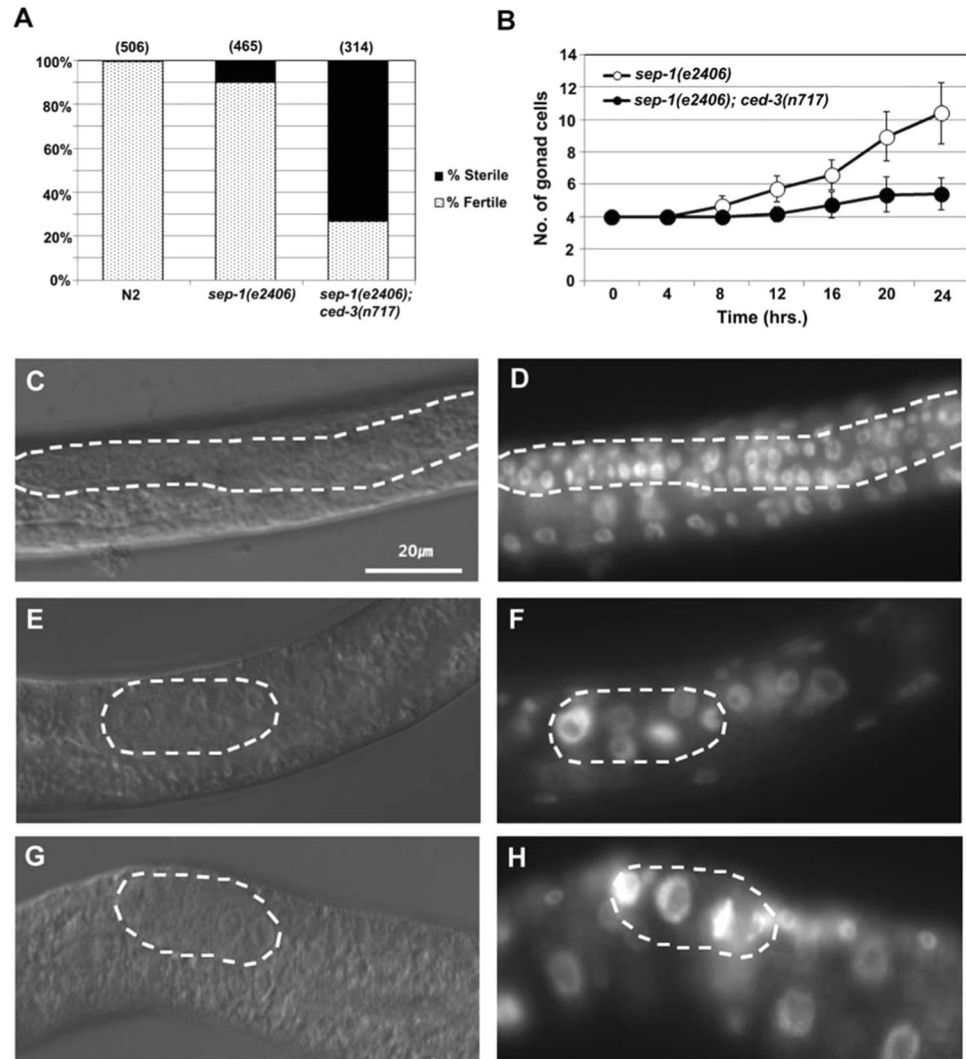 A
(506) (465) (314)
100%
80%
60%
40%
20%
0%
N2
sep-1(e2406)
sep-1(e2406);
ced-3(n717)
% Sterile
% Fertile
B
No. of gonad cells
14
12
10
8
6
4
2
0
sep-1(e2406)
sep-1(e2406); ced-3(n717)
0 4 8 12 16 20 24
Time (hrs.)
C
20µm
D
E
F
G
H